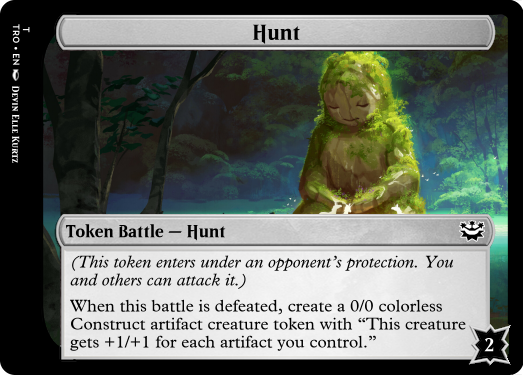 Hunt
T
TRO • EN DEVIN ELLE KURTZ
Token Battle — Hunt
(This token enters under an opponent's protection. You
and others can attack it.)
When this battle is defeated, create a 0/0 colorless
Construct artifact creature token with “This creature
gets +1/+1 for each artifact you control.”
2